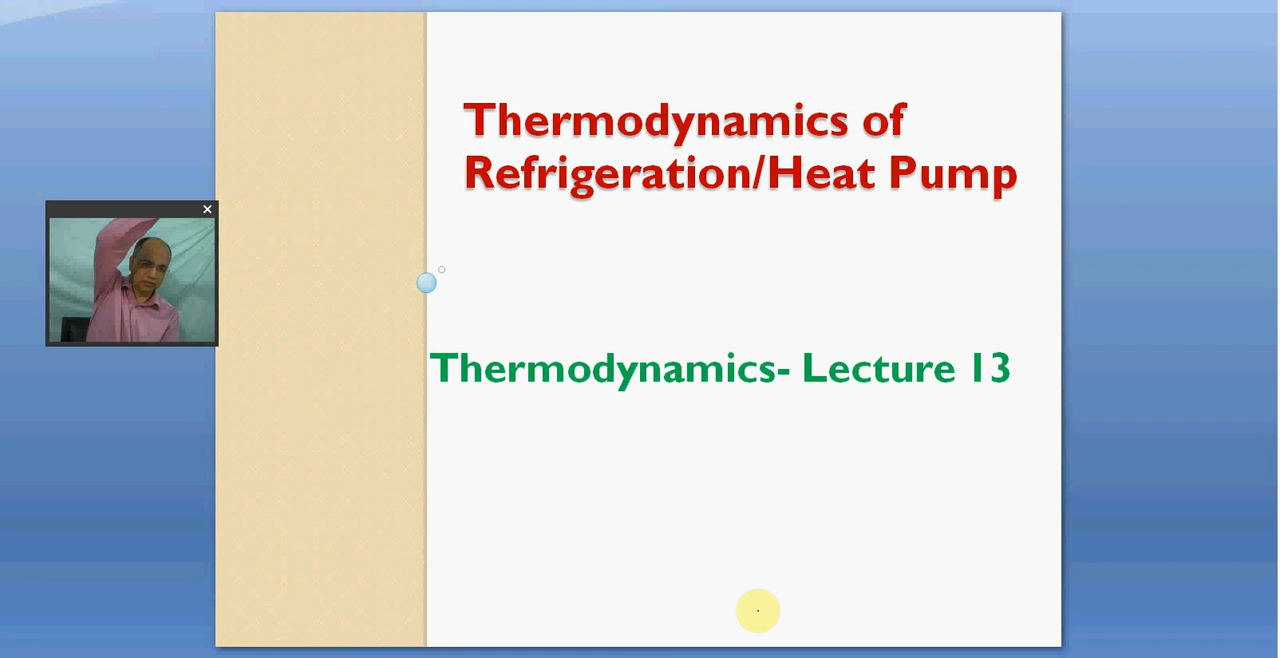 Thermodynamics of
Refrigeration/Heat Pump
Thermodynamics- Lecture 13